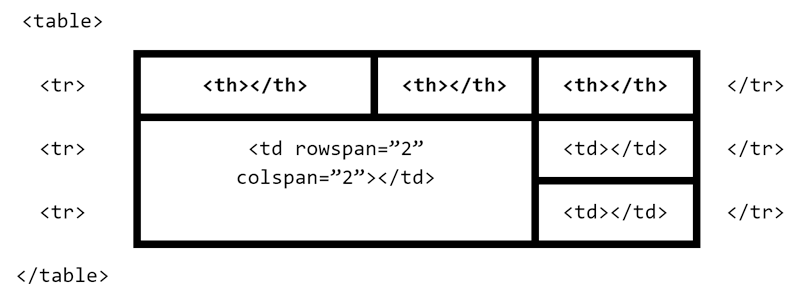 <table>
<tr> <th></th> <th></th> <th></th> </tr>
<tr> <td rowspan=”2” <td></td> </tr>
colspan=”2”></td>
<tr> <td></td> </tr>
</table>